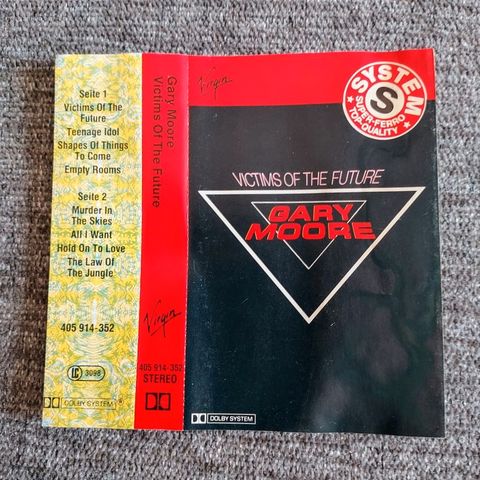 Seite 1
Victims Of The
Future
Teenage Idol
Shapes Of Things
To Come
Empty Rooms
Seite 2
Murder In
The Skies
All I Want
Hold On To Love
The Law Of
The Jungle
405 914-352
LC 3098
DOLBY SYSTEM®
Gary Moore
Victims Of The Future
Virgin
405 914-352
STEREO
Virgin
SYSTEM
S
SUPER-FERRO
TOP-QUALITY
VICTIMS OF THE FUTURE
GARY
MOORE
DOLBY SYSTEM